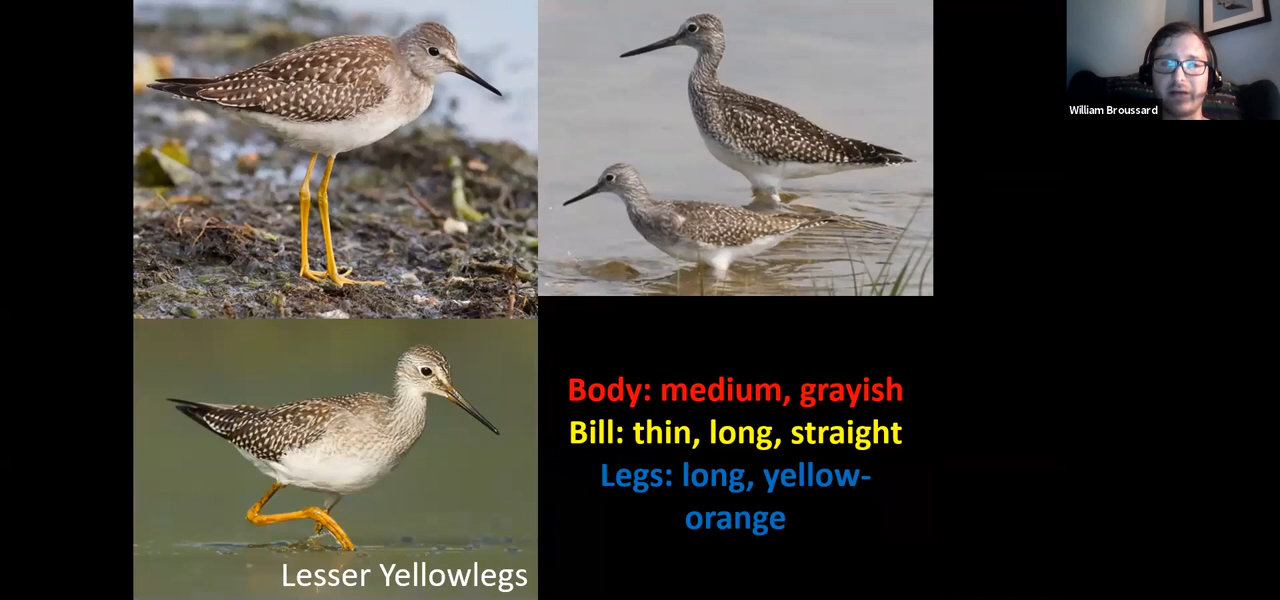 William Broussard
Body: medium, grayish
Bill: thin, long, straight
Legs: long, yellow-
orange
Lesser Yellowlegs